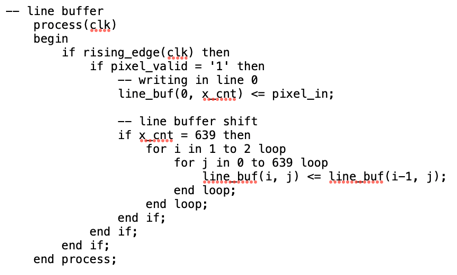 -- line buffer
    process(clk)
    begin
        if rising_edge(clk) then
            if pixel_valid = '1' then
                -- writing in line 0
                line_buf(0, x_cnt) <= pixel_in;

                -- line buffer shift
                if x_cnt = 639 then
                    for i in 1 to 2 loop
                        for j in 0 to 639 loop
                            line_buf(i, j) <= line_buf(i-1, j);
                        end loop;
                    end loop;
                end if;
            end if;
        end if;
    end process;